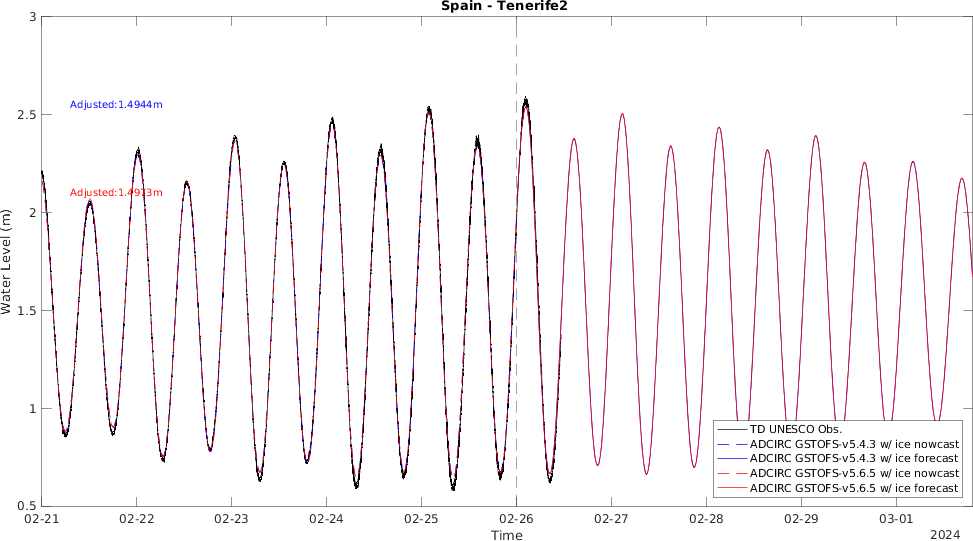 Spain - Tenerife2
3
2.5
2
1.5
1
0.5
Water Level (m)
Adjusted:1.4944m
Adjusted:1.4973m
TD UNESCO Obs.
ADCIRC GSTOFS-v5.4.3 w/ ice nowcast
ADCIRC GSTOFS-v5.4.3 w/ ice forecast
ADCIRC GSTOFS-v5.6.5 w/ ice nowcast
ADCIRC GSTOFS-v5.6.5 w/ ice forecast
02-21 02-22 02-23 02-24 02-25 02-26 02-27 02-28 02-29 03-01
Time
2024